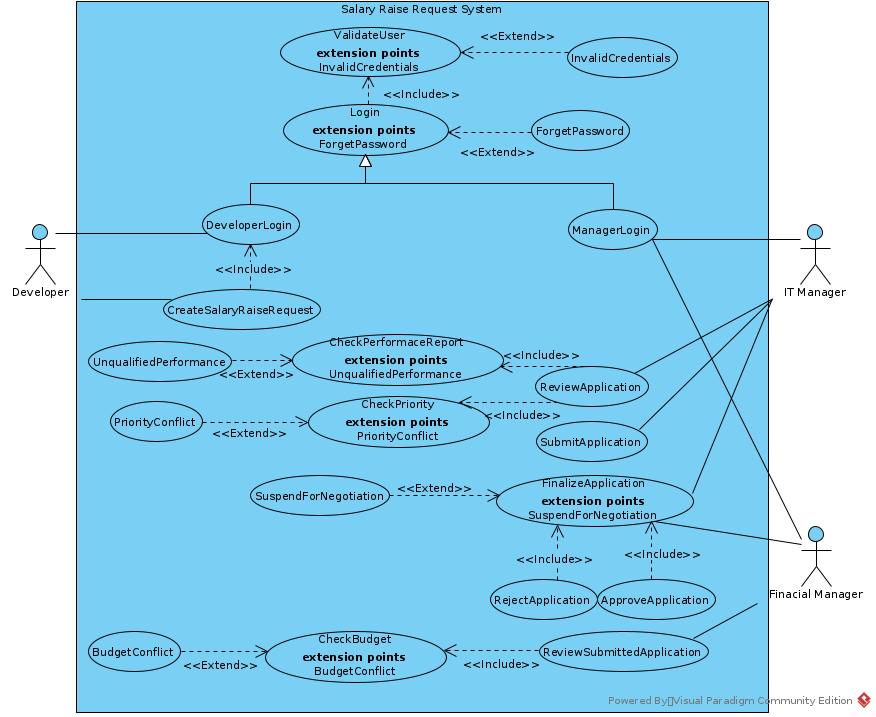 Salary Raise Request System
ValidateUser
extension points
InvalidCredentials
<<Extend>>
InvalidCredentials
<<Include>>
Login
extension points
ForgetPassword
<<Extend>>
ForgetPassword
DeveloperLogin
ManagerLogin
Developer
IT Manager
<<Include>>
CreateSalaryRaiseRequest
UnqualifiedPerformance
<<Extend>>
CheckPerformaceReport
extension points
UnqualifiedPerformance
<<Include>>
ReviewApplication
PriorityConflict
<<Extend>>
CheckPriority
extension points
PriorityConflict
<<Include>>
SubmitApplication
SuspendForNegotiation
<<Extend>>
FinalizeApplication
extension points
SuspendForNegotiation
<<Include>>
<<Include>>
RejectApplication
ApproveApplication
Finacial Manager
BudgetConflict
<<Extend>>
CheckBudget
extension points
BudgetConflict
<<Include>>
ReviewSubmittedApplication
Powered By Visual Paradigm Community Edition